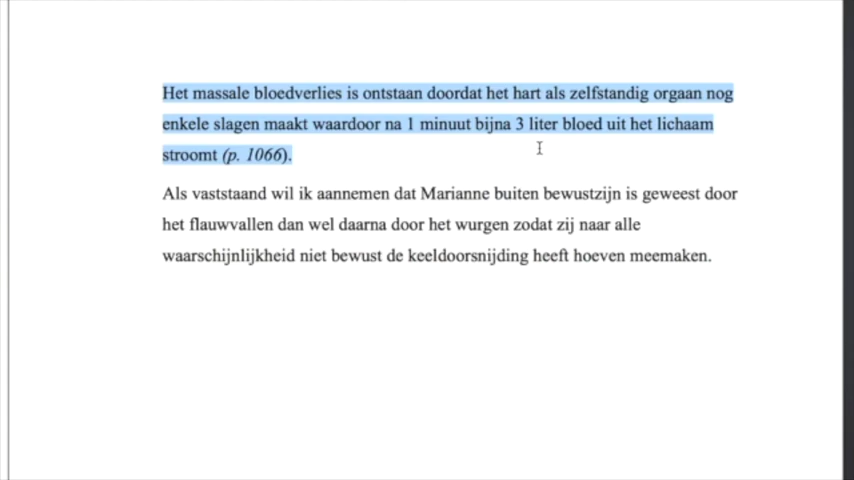 Het massale bloedverlies is ontstaan doordat het hart als zelfstandig orgaan nog
enkele slagen maakt waardoor na 1 minuut bijna 3 liter bloed uit het lichaam
stroomt (p. 1066).
Als vaststaand wil ik aannemen dat Marianne buiten bewustzijn is geweest door
het flauwvallen dan wel daarna door het wurgen zodat zij naar alle
waarschijnlijkheid niet bewust de keeldoorsnijding heeft hoeven meemaken.